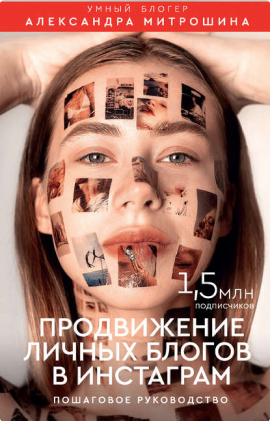 УМНЫЙ БЛОГЕР
АЛЕКСАНДРА МИТРОШИНА
1,5 МЛН
ПОДПИСЧИКОВ
ПРОДВИЖЕНИЕ
ЛИЧНЫХ БЛОГОВ
В ИНСТАГРАМ
ПОШАГОВОЕ РУКОВОДСТВО